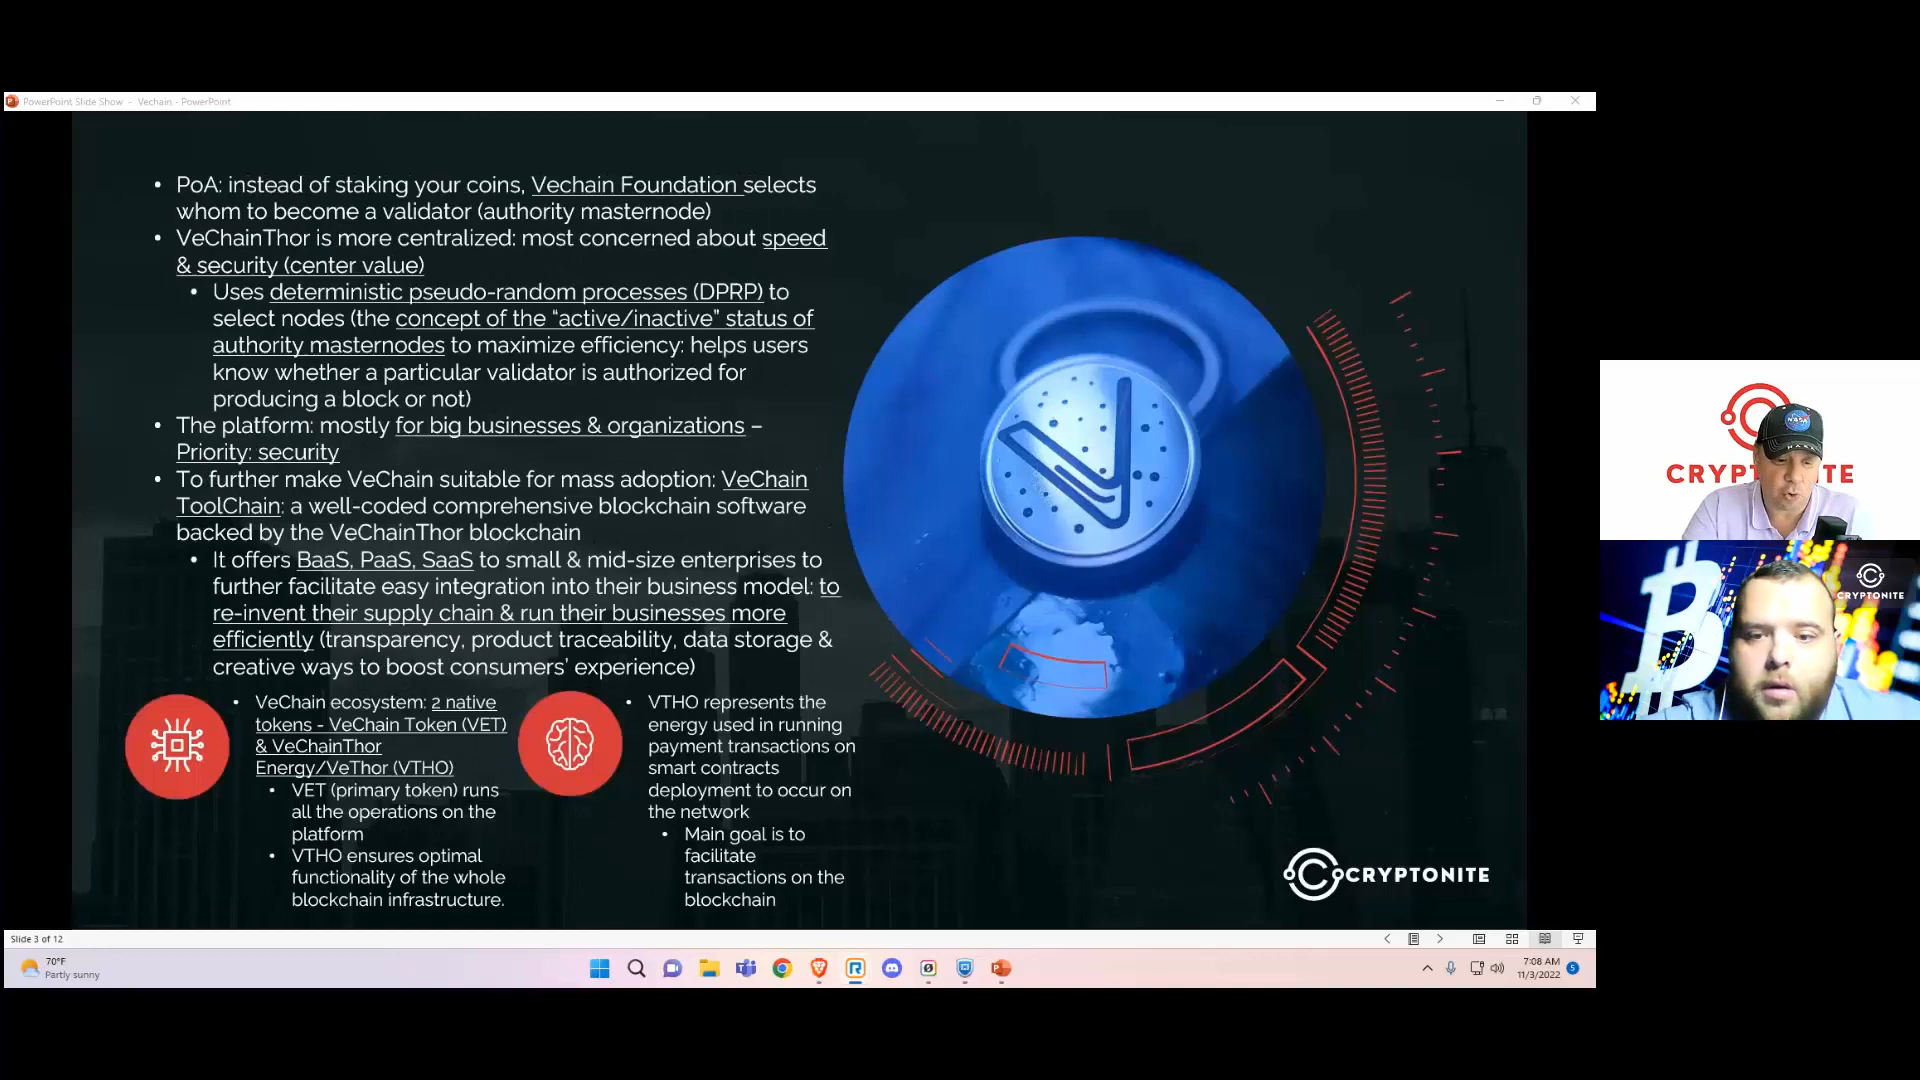 PowerPoint Slide Show - Vechain - PowerPoint
• PoA: instead of staking your coins, Vechain Foundation selects
whom to become a validator (authority masternode)
• VeChainThor is more centralized: most concerned about speed
& security (center value)
• Uses deterministic pseudo-random processes (DPRP) to
select nodes (the concept of the “active/inactive” status of
authority masternodes to maximize efficiency: helps users
know whether a particular validator is authorized for
producing a block or not)
• The platform: mostly for big businesses & organizations –
Priority: security
• To further make VeChain suitable for mass adoption: VeChain
ToolChain: a well-coded comprehensive blockchain software
backed by the VeChainThor blockchain
• It offers BaaS, PaaS, SaaS to small & mid-size enterprises to
further facilitate easy integration into their business model: to
re-invent their supply chain & run their businesses more
efficiently (transparency, product traceability, data storage &
creative ways to boost consumers’ experience)
• VeChain ecosystem: 2 native
tokens - VeChain Token (VET)
& VeChainThor
Energy/VeThor (VTHO)
• VET (primary token) runs
all the operations on the
platform
• VTHO ensures optimal
functionality of the whole
blockchain infrastructure.
• VTHO represents the
energy used in running
payment transactions on
smart contracts
deployment to occur on
the network
• Main goal is to
facilitate
transactions on the
blockchain
CRYPTONITE
NASA
CRYPTONITE
CRYPTONITE
Slide 3 of 12
70°F
Partly sunny
7:08 AM
11/3/2022
5